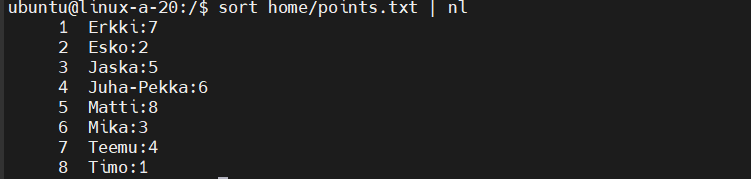 ubuntu@linux-a-20:/$ sort home/points.txt | nl
1 Erkki:7
2 Esko:2
3 Jaska:5
4 Juha-Pekka:6
5 Matti:8
6 Mika:3
7 Teemu:4
8 Timo:1